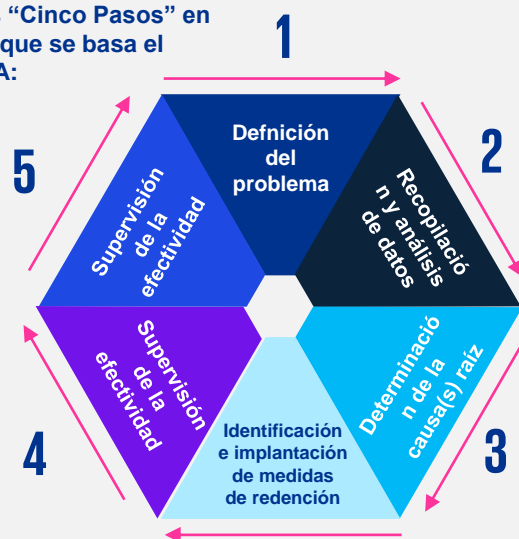 “Cinco Pasos” en
que se basa el
A:
1
Defnición
del
problema
2
Recopilació
n y análisis
de datos
3
Determinació
n de la
causa(s) raíz
Identificación
e implantación
de medidas
de redención
4
Supervisión
de la
efectividad
5
Supervisión
de la
efectividad